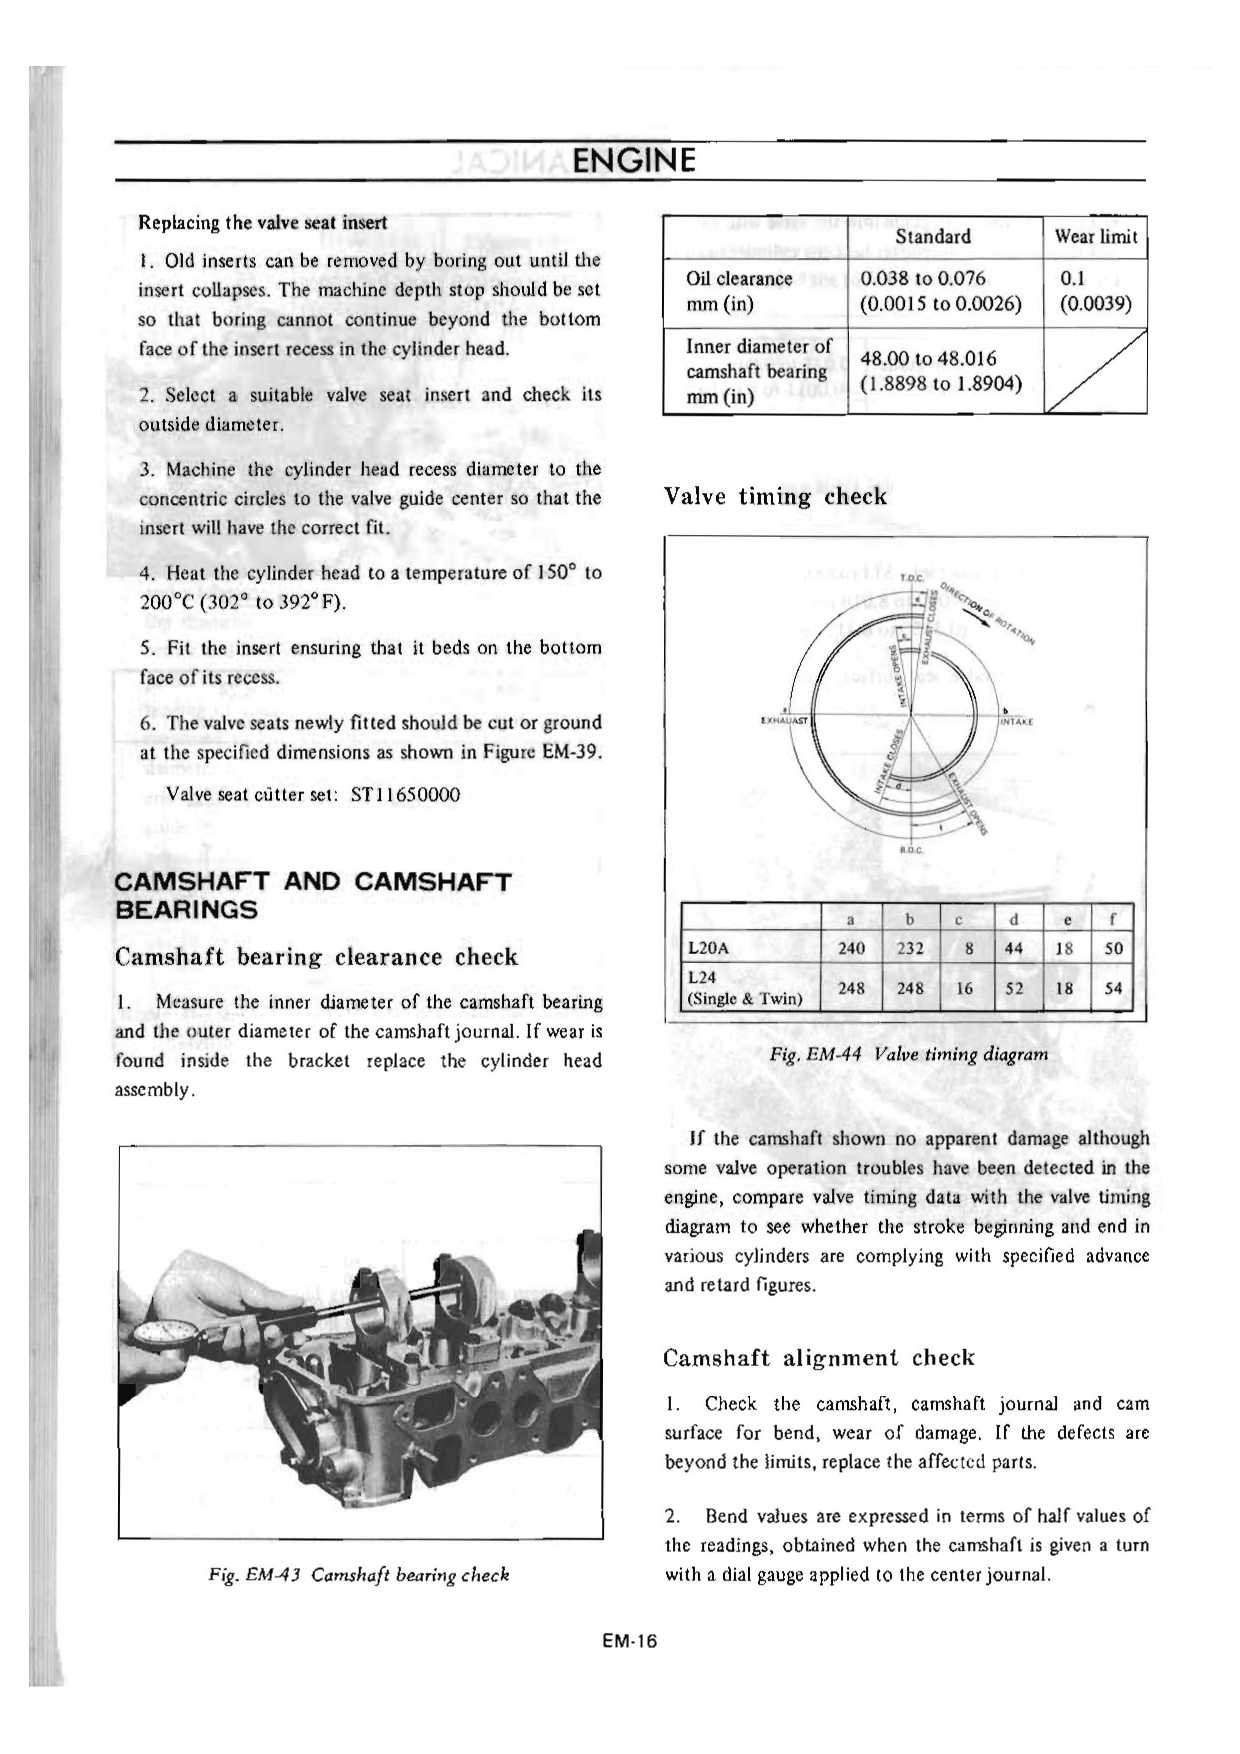 ENGINE
Replacing the valve seat insert
1. Old inserts can be removed by boring out until the
insert collapses. The machine depth stop should be set
so that boring cannot continue beyond the bottom
face of the insert recess in the cylinder head.
2. Select a suitable valve seat insert and check its
outside diameter.
3. Machine the cylinder head recess diameter to the
concentric circles to the valve guide center so that the
insert will have the correct fit.
4. Heat the cylinder head to a temperature of 150° to
200°C (302° to 392°F).
5. Fit the insert ensuring that it beds on the bottom
face of its recess.
6. The valve seats newly fitted should be cut or ground
at the specified dimensions as shown in Figure EM-39.
Valve seat cutter set: ST11650000
CAMSHAFT AND CAMSHAFT
BEARINGS
Camshaft bearing clearance check
1. Measure the inner diameter of the camshaft bearing
and the outer diameter of the camshaft journal. If wear is
found inside the bracket replace the cylinder head
assembly.
Fig. EM-43 Camshaft bearing check
Standard Wear limit
Oil clearance 0.038 to 0.076 0.1
mm (in) (0.0015 to 0.0026) (0.0039)
Inner diameter of
camshaft bearing
mm (in)
48.00 to 48.016
(1.8898 to 1.8904)
Valve timing check
T.D.C.
DIRECTION OF ROTATION
EXHAUST CLOSES
INTAKE OPENS
a
EXHAUAST
b
INTAKE
INTAKE CLOSES
EXHAUST OPENS
d
f
B.D.C.
a b c d e f
L20A 240 232 8 44 18 50
L24
(Single & Twin) 248 248 16 52 18 54
Fig. EM-44 Valve timing diagram
If the camshaft shown no apparent damage although
some valve operation troubles have been detected in the
engine, compare valve timing data with the valve timing
diagram to see whether the stroke beginning and end in
various cylinders are complying with specified advance
and retard figures.
Camshaft alignment check
1. Check the camshaft, camshaft journal and cam
surface for bend, wear or damage. If the defects are
beyond the limits, replace the affected parts.
2. Bend values are expressed in terms of half values of
the readings, obtained when the camshaft is given a turn
with a dial gauge applied to the center journal.
EM-16